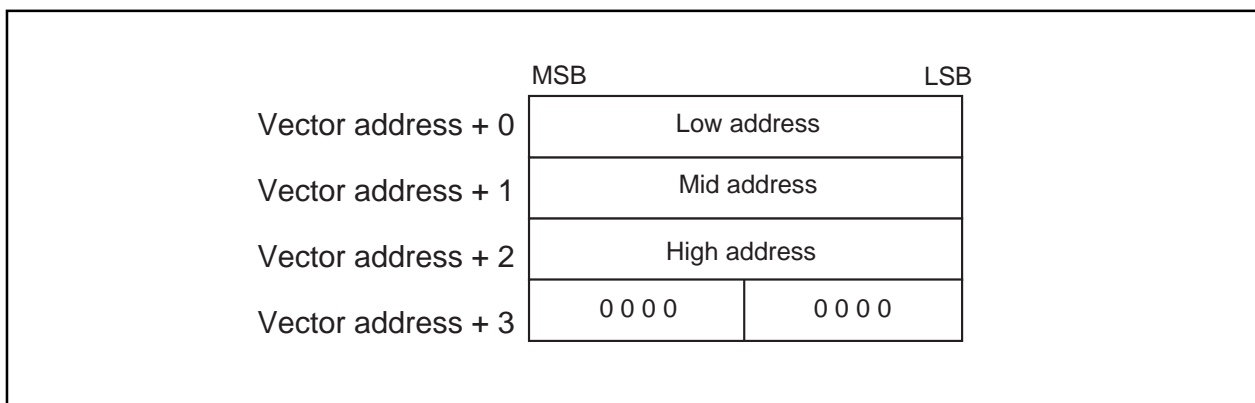 MSB LSB
Vector address + 0 Low address
Vector address + 1 Mid address
Vector address + 2 High address
Vector address + 3 0 0 0 0 0 0 0 0